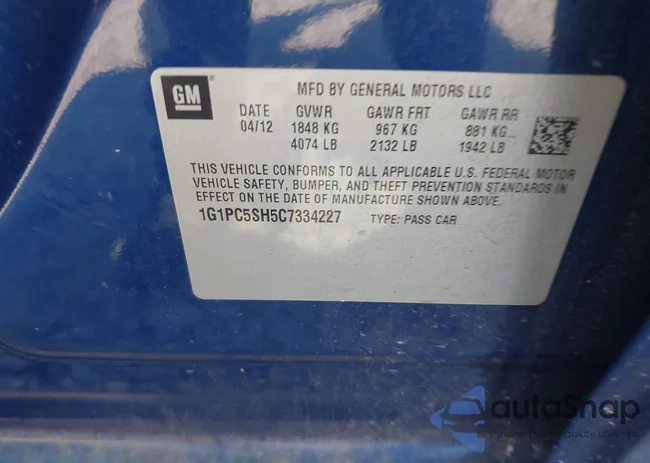 GM
MFD BY GENERAL MOTORS LLC
DATE GVWR GAWR FRT GAWR RR
04/12 1848 KG 967 KG 881 KG
4074 LB 2132 LB 1942 LB
THIS VEHICLE CONFORMS TO ALL APPLICABLE U.S. FEDERAL MOTOR
VEHICLE SAFETY, BUMPER, AND THEFT PREVENTION STANDARDS IN
EFFECT ON THE DATE OF MANUFACTURE SHOWN ABOVE.
1G1PC5SH5C7334227 TYPE: PASS CAR
autoSnap